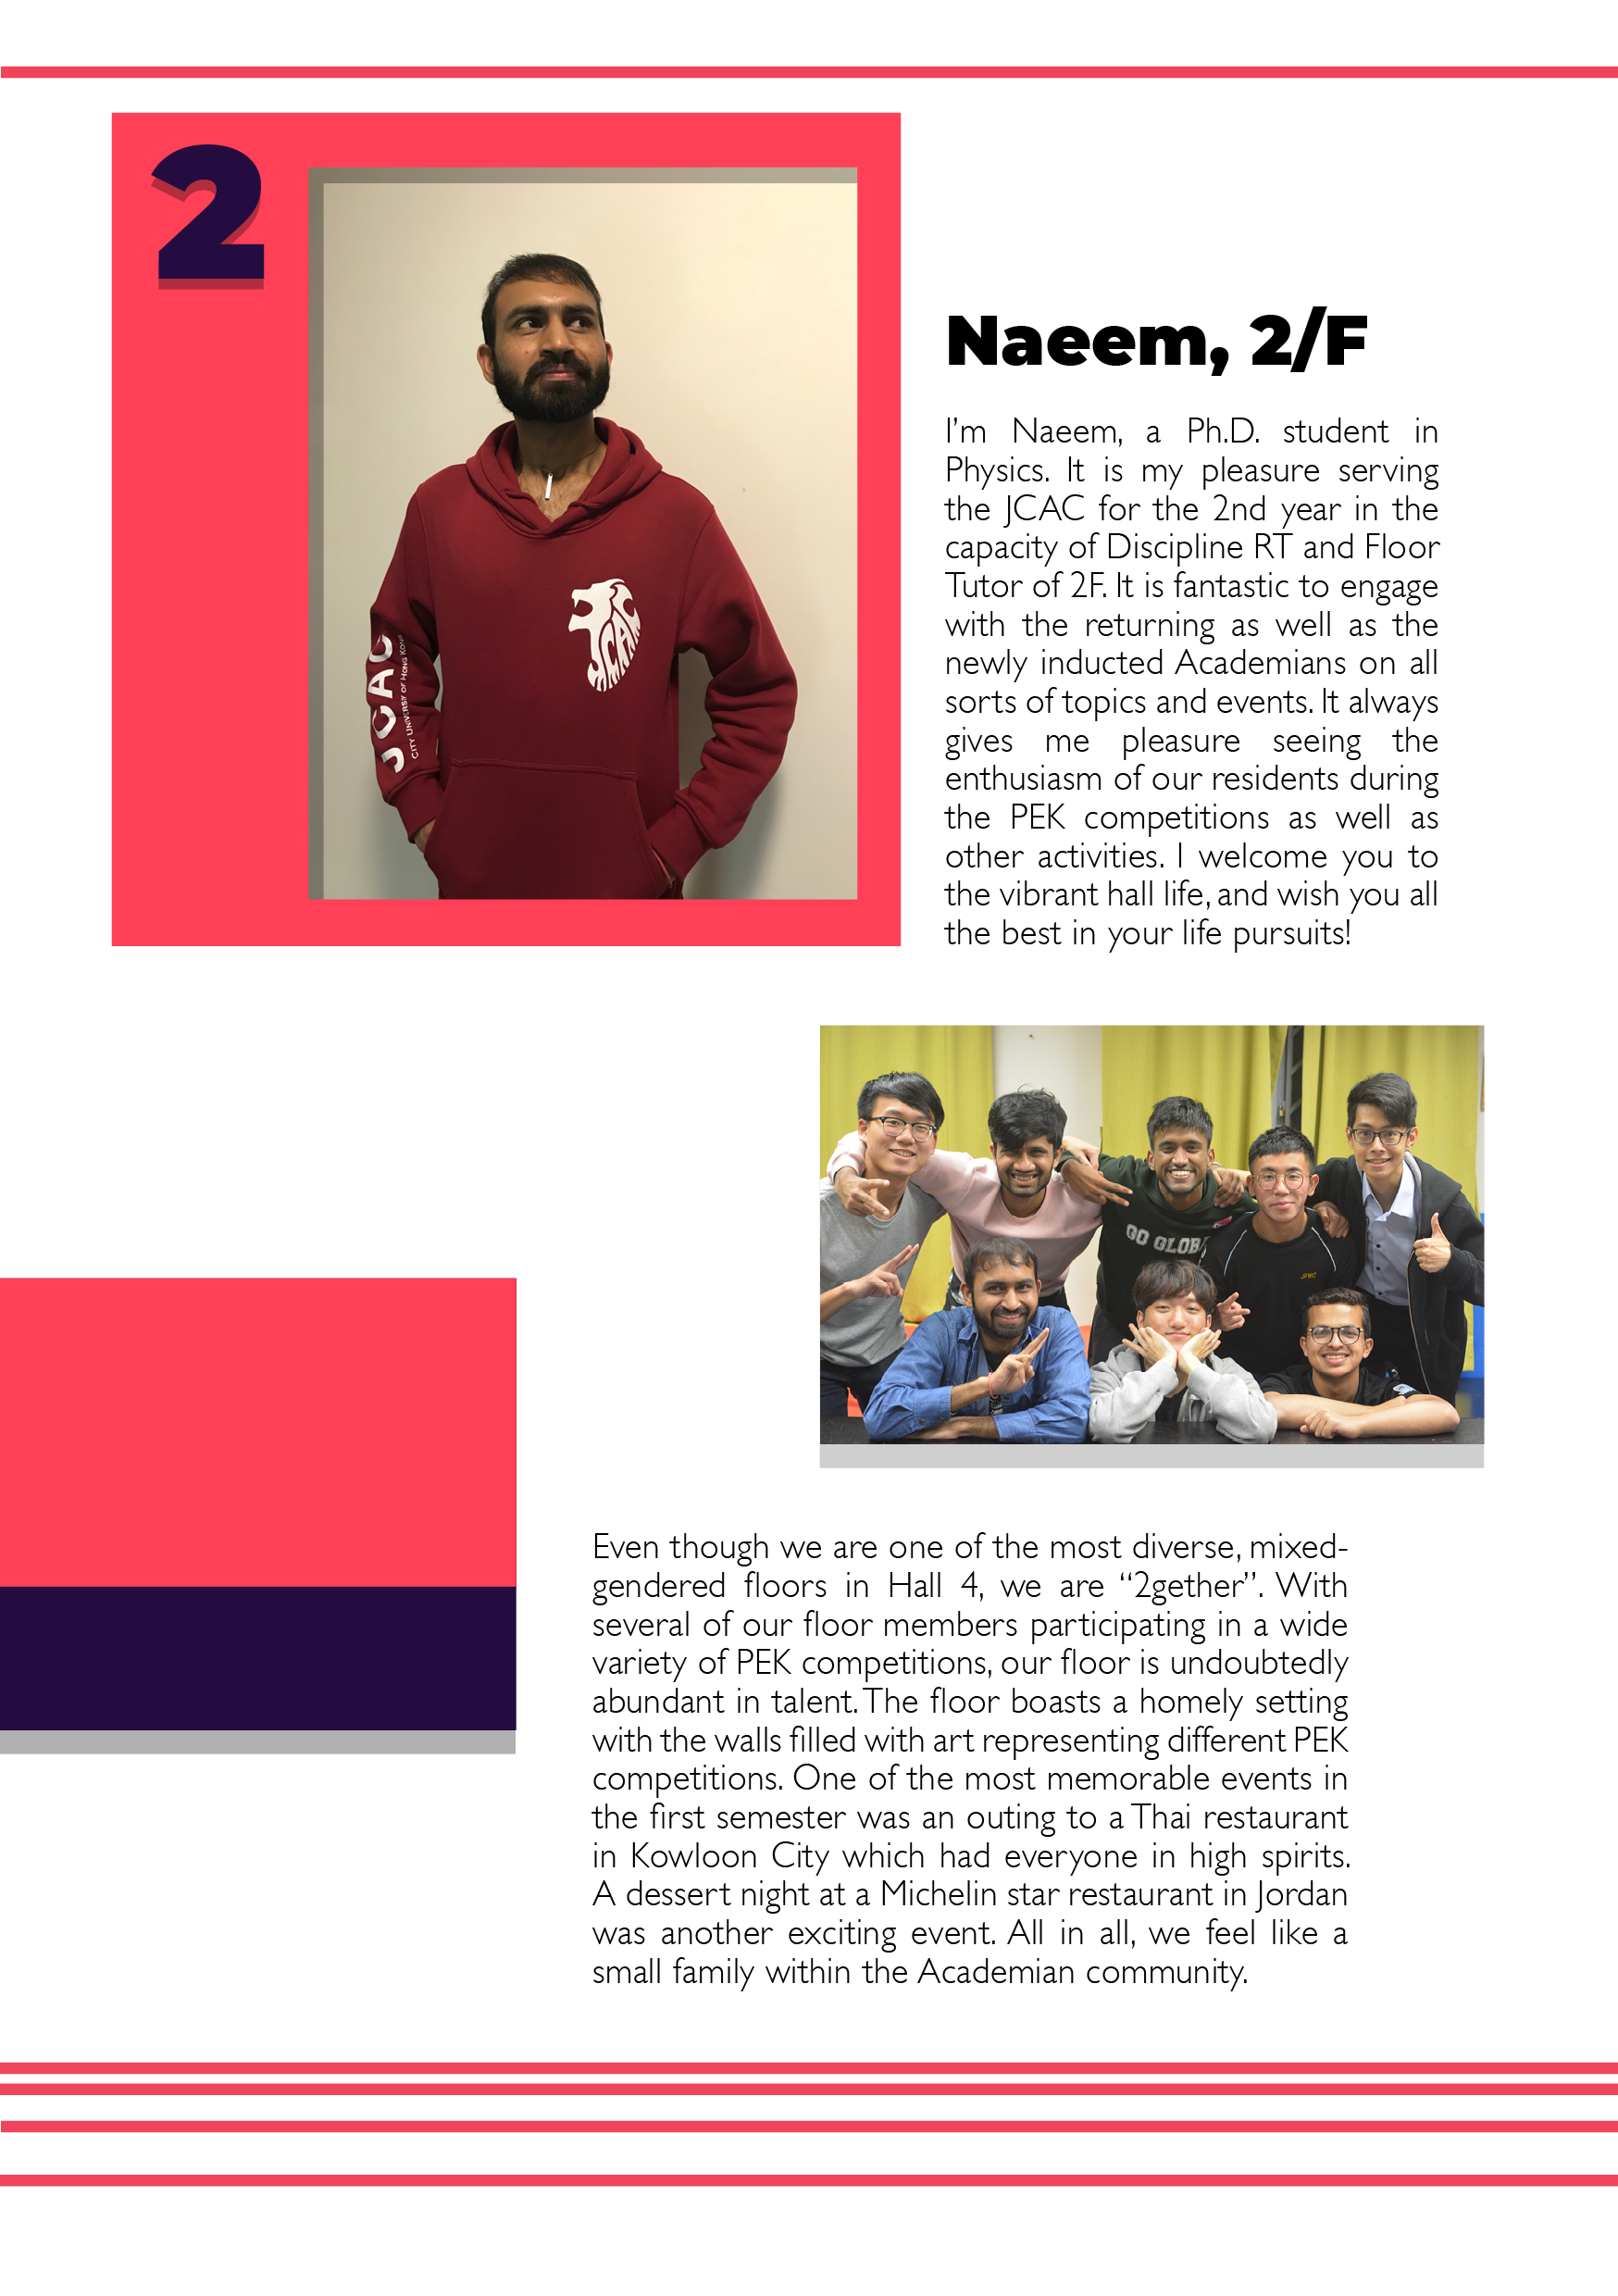 2
Naeem, 2/F
I’m Naeem, a Ph.D. student in
Physics. It is my pleasure serving
the JCAC for the 2nd year in the
capacity of Discipline RT and Floor
Tutor of 2F. It is fantastic to engage
with the returning as well as the
newly inducted Academians on all
sorts of topics and events. It always
gives me pleasure seeing the
enthusiasm of our residents during
the PEK competitions as well as
other activities. I welcome you to
the vibrant hall life, and wish you all
the best in your life pursuits!
JCAC
CITY UNIVERSITY OF HONG KONG
JCAC
GO GLOB
Even though we are one of the most diverse, mixed-
gendered floors in Hall 4, we are “2gether”. With
several of our floor members participating in a wide
variety of PEK competitions, our floor is undoubtedly
abundant in talent. The floor boasts a homely setting
with the walls filled with art representing different PEK
competitions. One of the most memorable events in
the first semester was an outing to a Thai restaurant
in Kowloon City which had everyone in high spirits.
A dessert night at a Michelin star restaurant in Jordan
was another exciting event. All in all, we feel like a
small family within the Academian community.